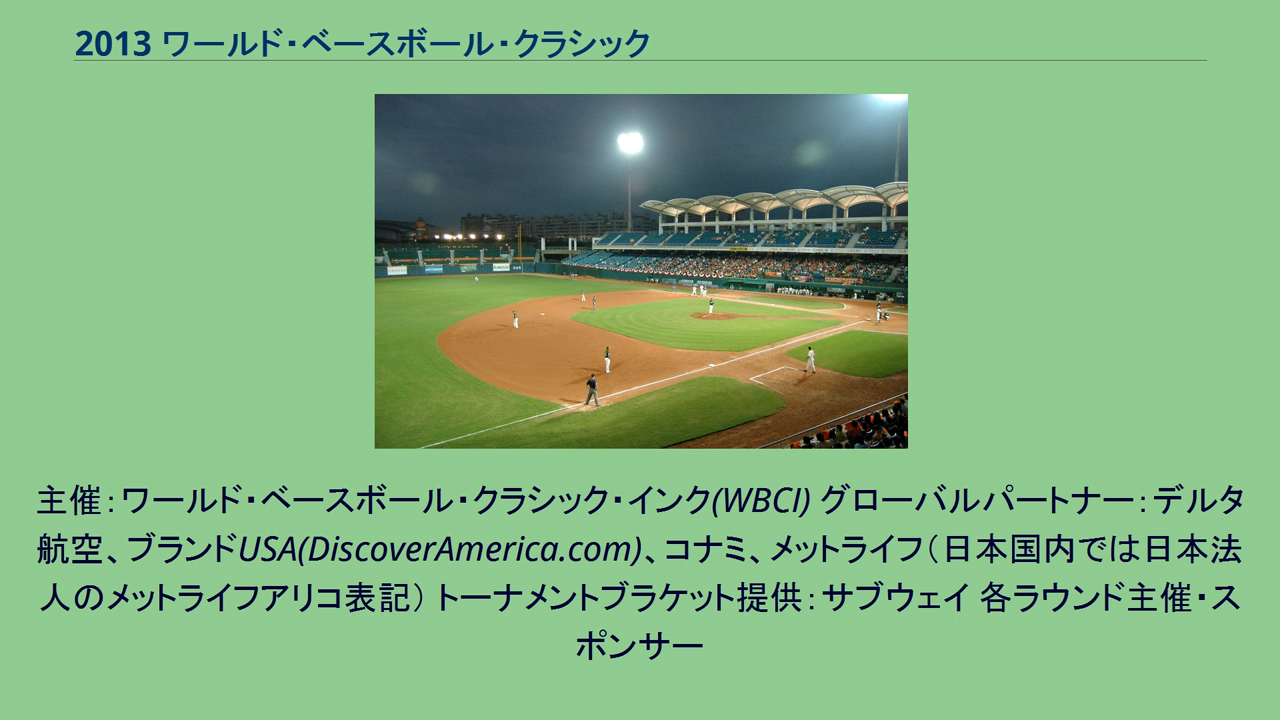 2013 ワールド・ベースボール・クラシック
主催：ワールド・ベースボール・クラシック・インク(WBCI) グローバルパートナー：デルタ
航空、ブランドUSA(DiscoverAmerica.com)、コナミ、メットライフ（日本国内では日本法
人のメットライフアリコ表記） トーナメントブラケット提供：サブウェイ 各ラウンド主催・ス
ポンサー